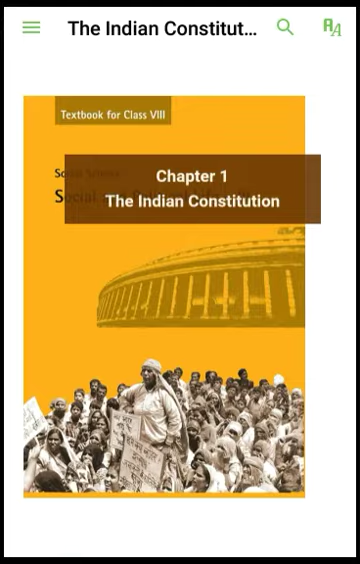 The Indian Constitut...
Textbook for Class VIII
Chapter 1
The Indian Constitution